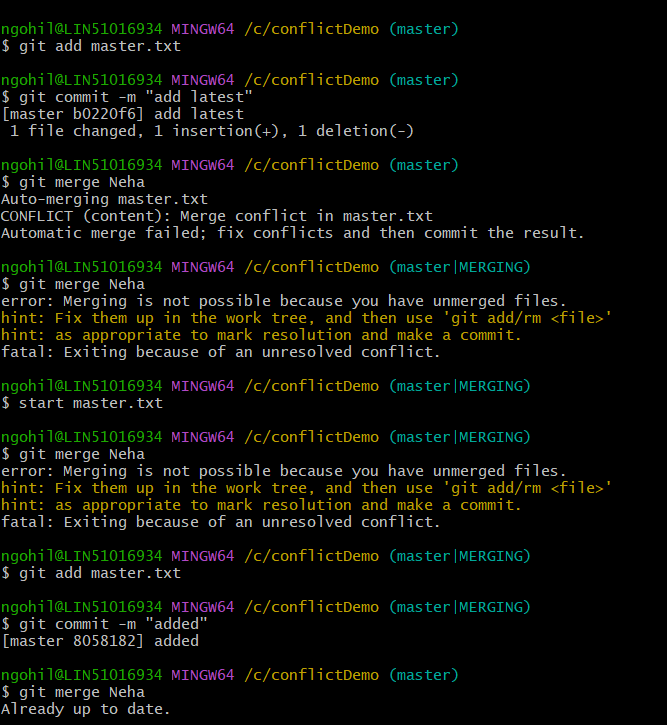 ngohil@LIN51016934 MINGW64 /c/conflictDemo (master)
$ git add master.txt
ngohil@LIN51016934 MINGW64 /c/conflictDemo (master)
$ git commit -m "add latest"
[master b0220f6] add latest
 1 file changed, 1 insertion(+), 1 deletion(-)
ngohil@LIN51016934 MINGW64 /c/conflictDemo (master)
$ git merge Neha
Auto-merging master.txt
CONFLICT (content): Merge conflict in master.txt
Automatic merge failed; fix conflicts and then commit the result.
ngohil@LIN51016934 MINGW64 /c/conflictDemo (master|MERGING)
$ git merge Neha
error: Merging is not possible because you have unmerged files.
hint: Fix them up in the work tree, and then use 'git add/rm <file>'
hint: as appropriate to mark resolution and make a commit.
fatal: Exiting because of an unresolved conflict.
ngohil@LIN51016934 MINGW64 /c/conflictDemo (master|MERGING)
$ start master.txt
ngohil@LIN51016934 MINGW64 /c/conflictDemo (master|MERGING)
$ git merge Neha
error: Merging is not possible because you have unmerged files.
hint: Fix them up in the work tree, and then use 'git add/rm <file>'
hint: as appropriate to mark resolution and make a commit.
fatal: Exiting because of an unresolved conflict.
ngohil@LIN51016934 MINGW64 /c/conflictDemo (master|MERGING)
$ git add master.txt
ngohil@LIN51016934 MINGW64 /c/conflictDemo (master|MERGING)
$ git commit -m "added"
[master 8058182] added
ngohil@LIN51016934 MINGW64 /c/conflictDemo (master)
$ git merge Neha
Already up to date.